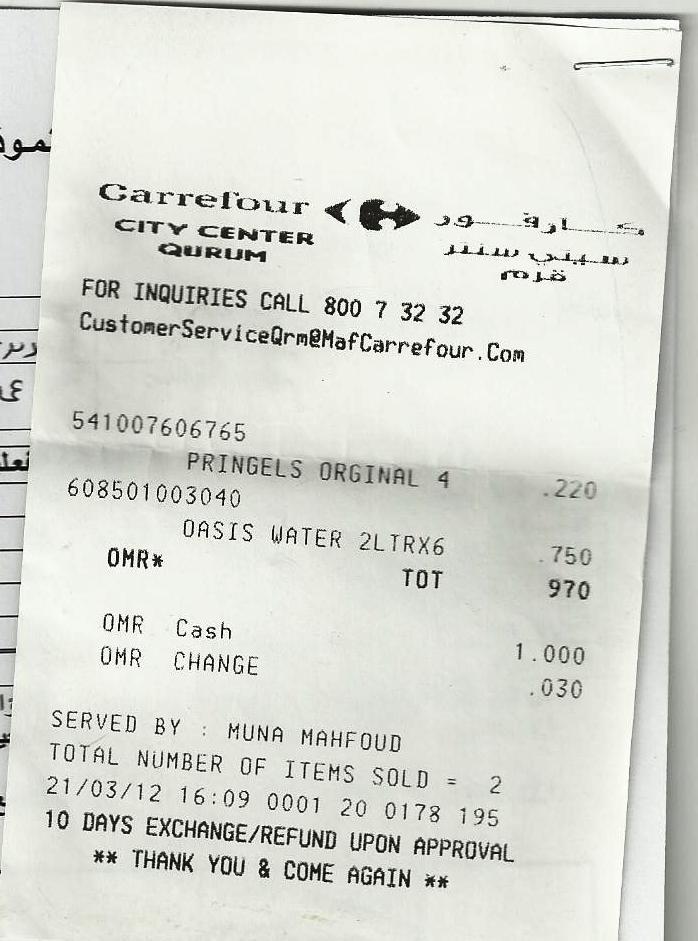 Carrefour كارفور
CITY CENTER سيتي سنتر
QURUM قرم
FOR INQUIRIES CALL 800 7 32 32
CustomerServiceQrm@MafCarrefour.Com
541007606765
PRINGELS ORGINAL 4 .220
608501003040
OASIS WATER 2LTRX6 .750
OMR* TOT 970
OMR Cash 1.000
OMR CHANGE .030
SERVED BY : MUNA MAHFOUD
TOTAL NUMBER OF ITEMS SOLD = 2
21/03/12 16:09 0001 20 0178 195
10 DAYS EXCHANGE/REFUND UPON APPROVAL
** THANK YOU & COME AGAIN **